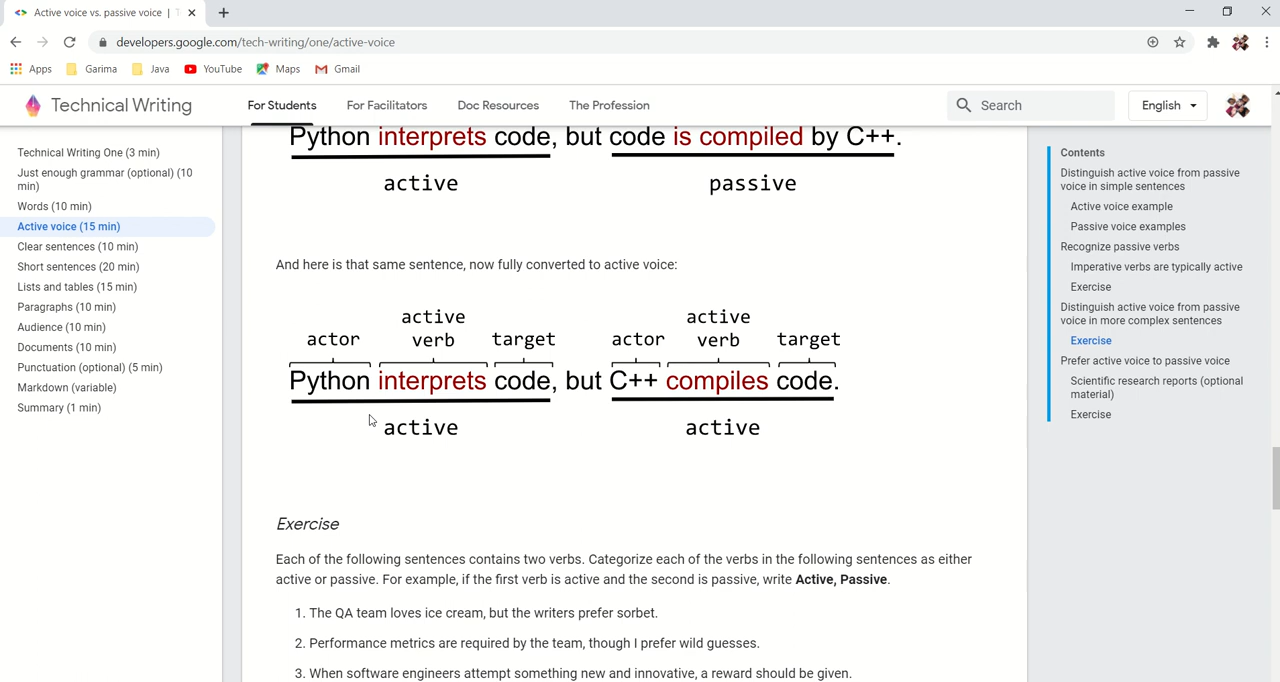 Active voice vs. passive voice |
developers.google.com/tech-writing/one/active-voice
Apps Garima Java YouTube Maps Gmail
Technical Writing For Students For Facilitators Doc Resources The Profession Search English
Technical Writing One (3 min)
Just enough grammar (optional) (10
min)
Words (10 min)
Active voice (15 min)
Clear sentences (10 min)
Short sentences (20 min)
Lists and tables (15 min)
Paragraphs (10 min)
Audience (10 min)
Documents (10 min)
Punctuation (optional) (5 min)
Markdown (variable)
Summary (1 min)
Python interprets code, but code is compiled by C++.
active passive
And here is that same sentence, now fully converted to active voice:
active active
actor verb target actor verb target
Python interprets code, but C++ compiles code.
active active
Exercise
Each of the following sentences contains two verbs. Categorize each of the verbs in the following sentences as either
active or passive. For example, if the first verb is active and the second is passive, write Active, Passive.
1. The QA team loves ice cream, but the writers prefer sorbet.
2. Performance metrics are required by the team, though I prefer wild guesses.
3. When software engineers attempt something new and innovative, a reward should be given.
Contents
Distinguish active voice from passive
voice in simple sentences
Active voice example
Passive voice examples
Recognize passive verbs
Imperative verbs are typically active
Exercise
Distinguish active voice from passive
voice in more complex sentences
Exercise
Prefer active voice to passive voice
Scientific research reports (optional
material)
Exercise